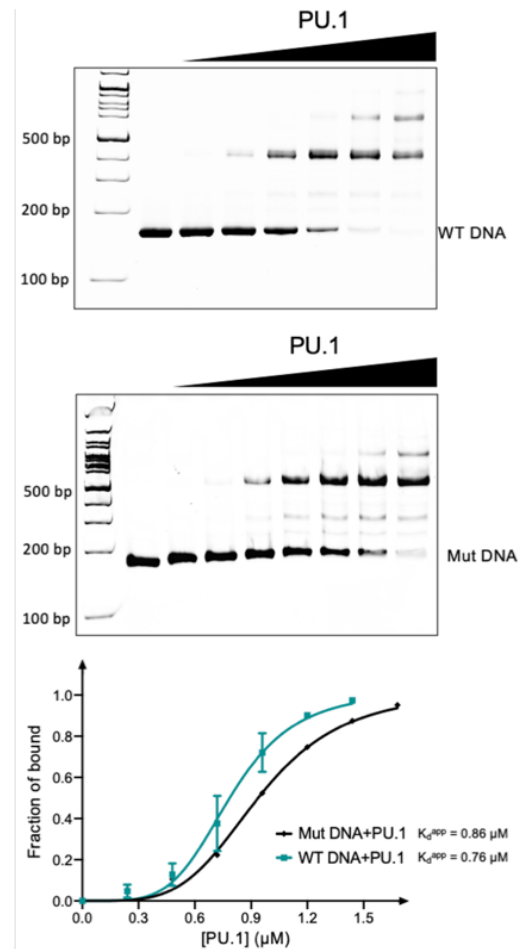 PU.1
500 bp
200 bp
WT DNA
100 bp
PU.1
500 bp
200 bp
Mut DNA
100 bp
1.0
0.8
0.6
0.4
0.2
0.0
Fraction of bound
Mut DNA+PU.1 Kdᵃᵖᵖ = 0.86 µM
WT DNA+PU.1 Kdᵃᵖᵖ = 0.76 µM
0.0 0.3 0.6 0.9 1.2 1.5
[PU.1] (µM)